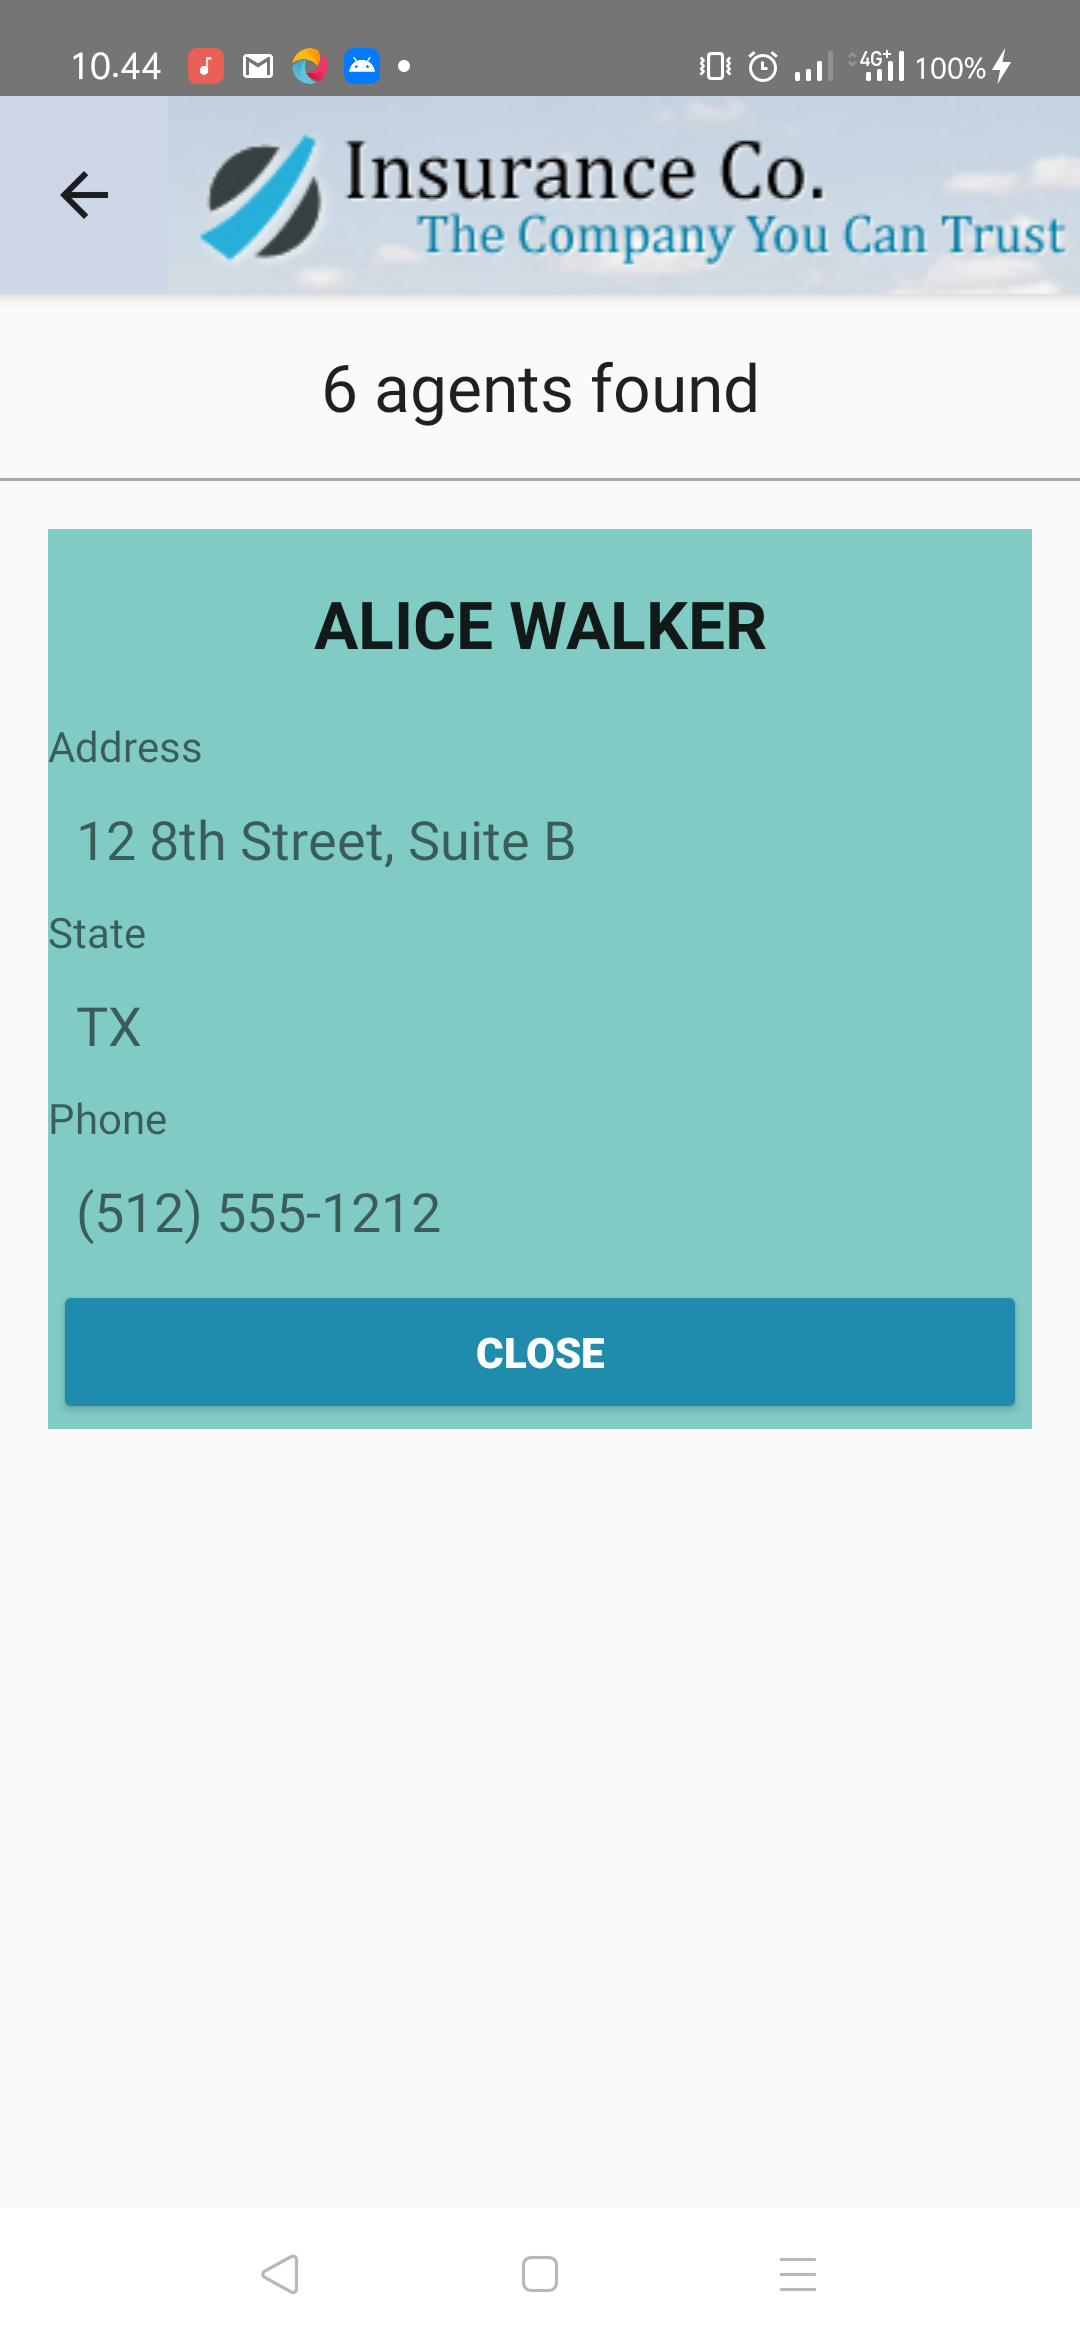 10.44 4G+ 100%
Insurance Co.
The Company You Can Trust
6 agents found
ALICE WALKER
Address
12 8th Street, Suite B
State
TX
Phone
(512) 555-1212
CLOSE